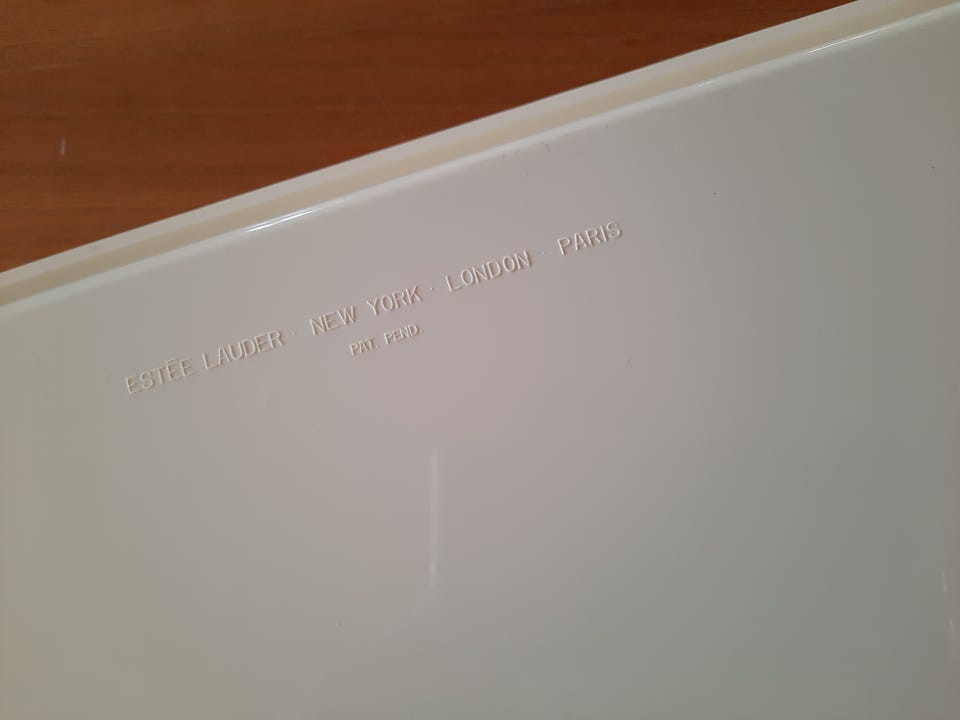 ESTĒE LAUDER · NEW YORK · LONDON · PARIS
PAT. PEND.